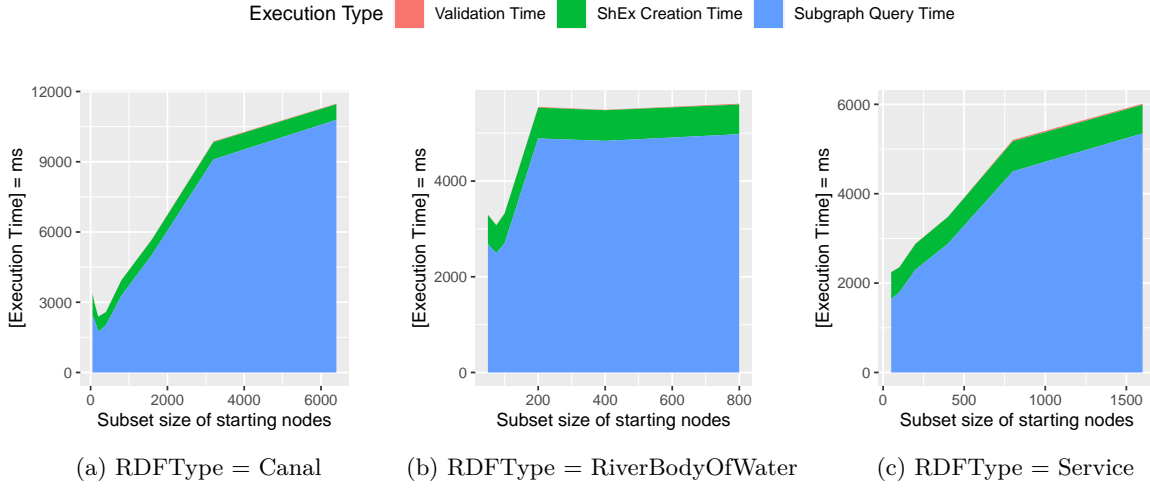 Execution Type Validation Time ShEx Creation Time Subgraph Query Time
[Execution Time] = ms
12000
9000
6000
3000
0
0 2000 4000 6000
Subset size of starting nodes
(a) RDFType = Canal
[Execution Time] = ms
4000
2000
0
200 400 600 800
Subset size of starting nodes
(b) RDFType = RiverBodyOfWater
[Execution Time] = ms
6000
4000
2000
0
0 500 1000 1500
Subset size of starting nodes
(c) RDFType = Service